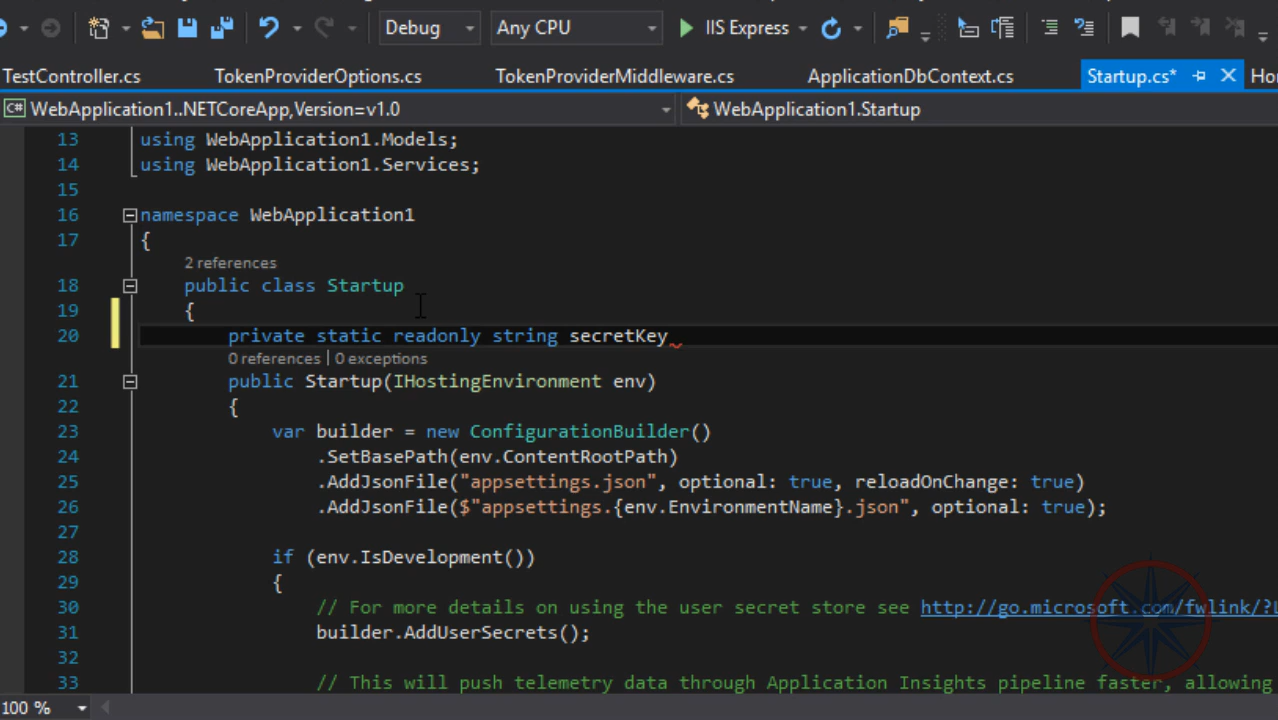 Debug Any CPU IIS Express
TestController.cs TokenProviderOptions.cs TokenProviderMiddleware.cs ApplicationDbContext.cs Startup.cs*
C# WebApplication1..NETCoreApp,Version=v1.0 WebApplication1.Startup
13 using WebApplication1.Models;
14 using WebApplication1.Services;
15
16 namespace WebApplication1
17 {
2 references
18 public class Startup
19 {
20 private static readonly string secretKey
0 references | 0 exceptions
21 public Startup(IHostingEnvironment env)
22 {
23 var builder = new ConfigurationBuilder()
24 .SetBasePath(env.ContentRootPath)
25 .AddJsonFile("appsettings.json", optional: true, reloadOnChange: true)
26 .AddJsonFile($"appsettings.{env.EnvironmentName}.json", optional: true);
27
28 if (env.IsDevelopment())
29 {
30 // For more details on using the user secret store see http://go.microsoft.com/fwlink/?L
31 builder.AddUserSecrets();
32
33 // This will push telemetry data through Application Insights pipeline faster, allowing
100 %